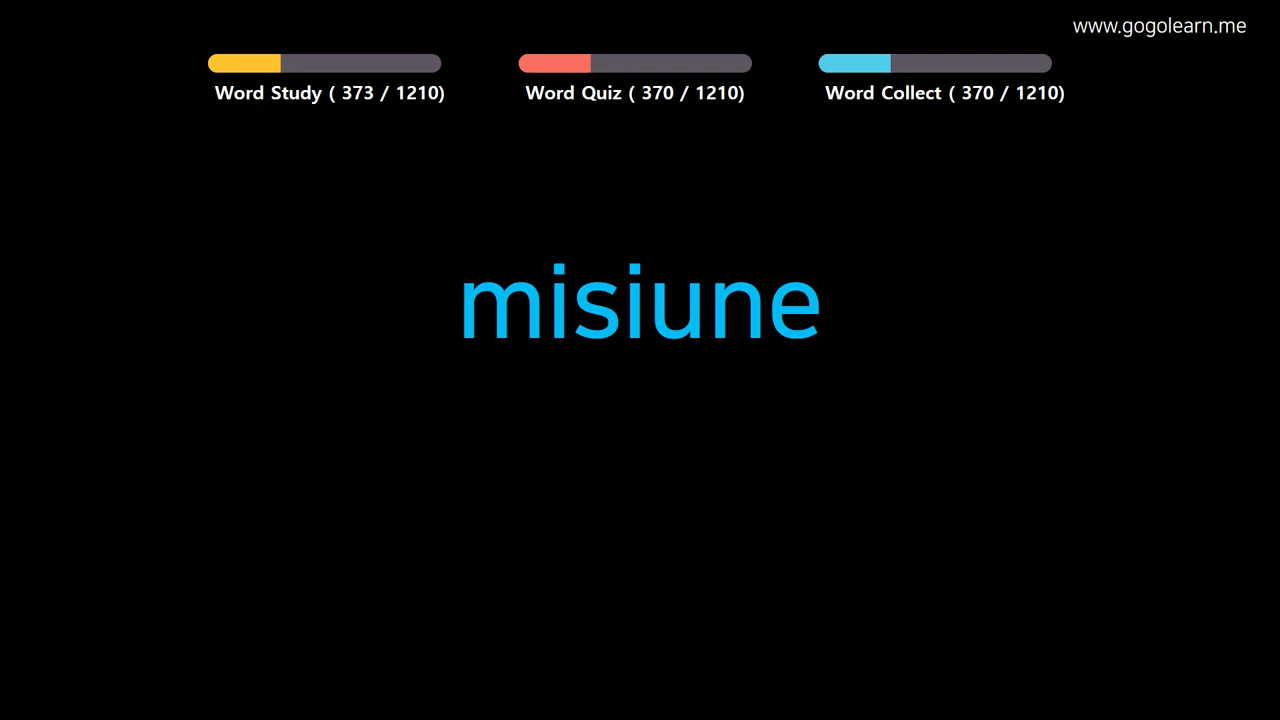 www.gogolearn.me
Word Study ( 373 / 1210)
Word Quiz ( 370 / 1210)
Word Collect ( 370 / 1210)
misiune